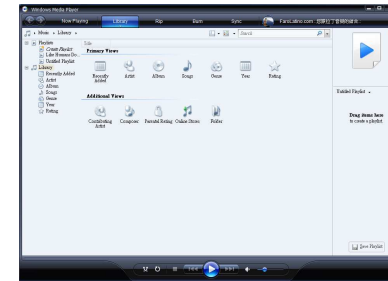 Windows Media Player
Now Playing
Library
Rip
Burn
Sync
Music
Library
Search
Playlists
Create Playlist
Untitled Playlist
Library
Recently Added
Artist
Album
Songs
Genre
Year
Rating
Title
Primary Views
Recently Added
Artist
Album
Songs
Genre
Year
Rating
Additional Views
Contributing Artist
Composer
Parental Rating
Online Stores
Folder
Untitled Playlist
Drag items here
to create a playlist.
Save Playlist